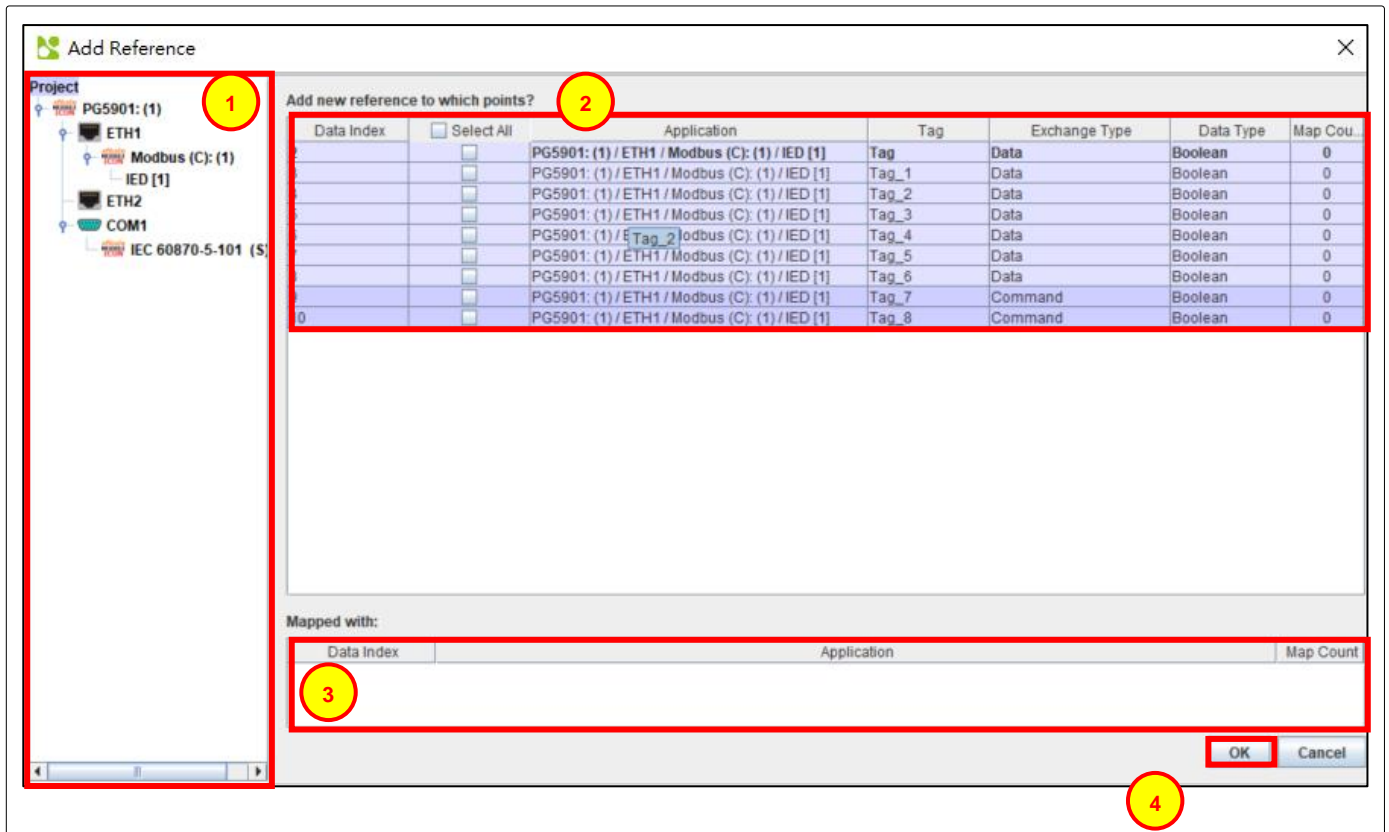 Add Reference
Project
PG5901: (1)
ETH1
Modbus (C): (1)
IED [1]
ETH2
COM1
IEC 60870-5-101 (S)
1
Add new reference to which points?
2
Data Index Select All Application Tag Exchange Type Data Type Map Cou...
PG5901: (1) / ETH1 / Modbus (C): (1) / IED [1] Tag Data Boolean 0
PG5901: (1) / ETH1 / Modbus (C): (1) / IED [1] Tag_1 Data Boolean 0
PG5901: (1) / ETH1 / Modbus (C): (1) / IED [1] Tag_2 Data Boolean 0
PG5901: (1) / ETH1 / Modbus (C): (1) / IED [1] Tag_3 Data Boolean 0
PG5901: (1) / E Tag_2 odbus (C): (1) / IED [1] Tag_4 Data Boolean 0
PG5901: (1) / ETH1 / Modbus (C): (1) / IED [1] Tag_5 Data Boolean 0
PG5901: (1) / ETH1 / Modbus (C): (1) / IED [1] Tag_6 Data Boolean 0
PG5901: (1) / ETH1 / Modbus (C): (1) / IED [1] Tag_7 Command Boolean 0
10 PG5901: (1) / ETH1 / Modbus (C): (1) / IED [1] Tag_8 Command Boolean 0
Mapped with:
Data Index Application Map Count
3
OK Cancel
4